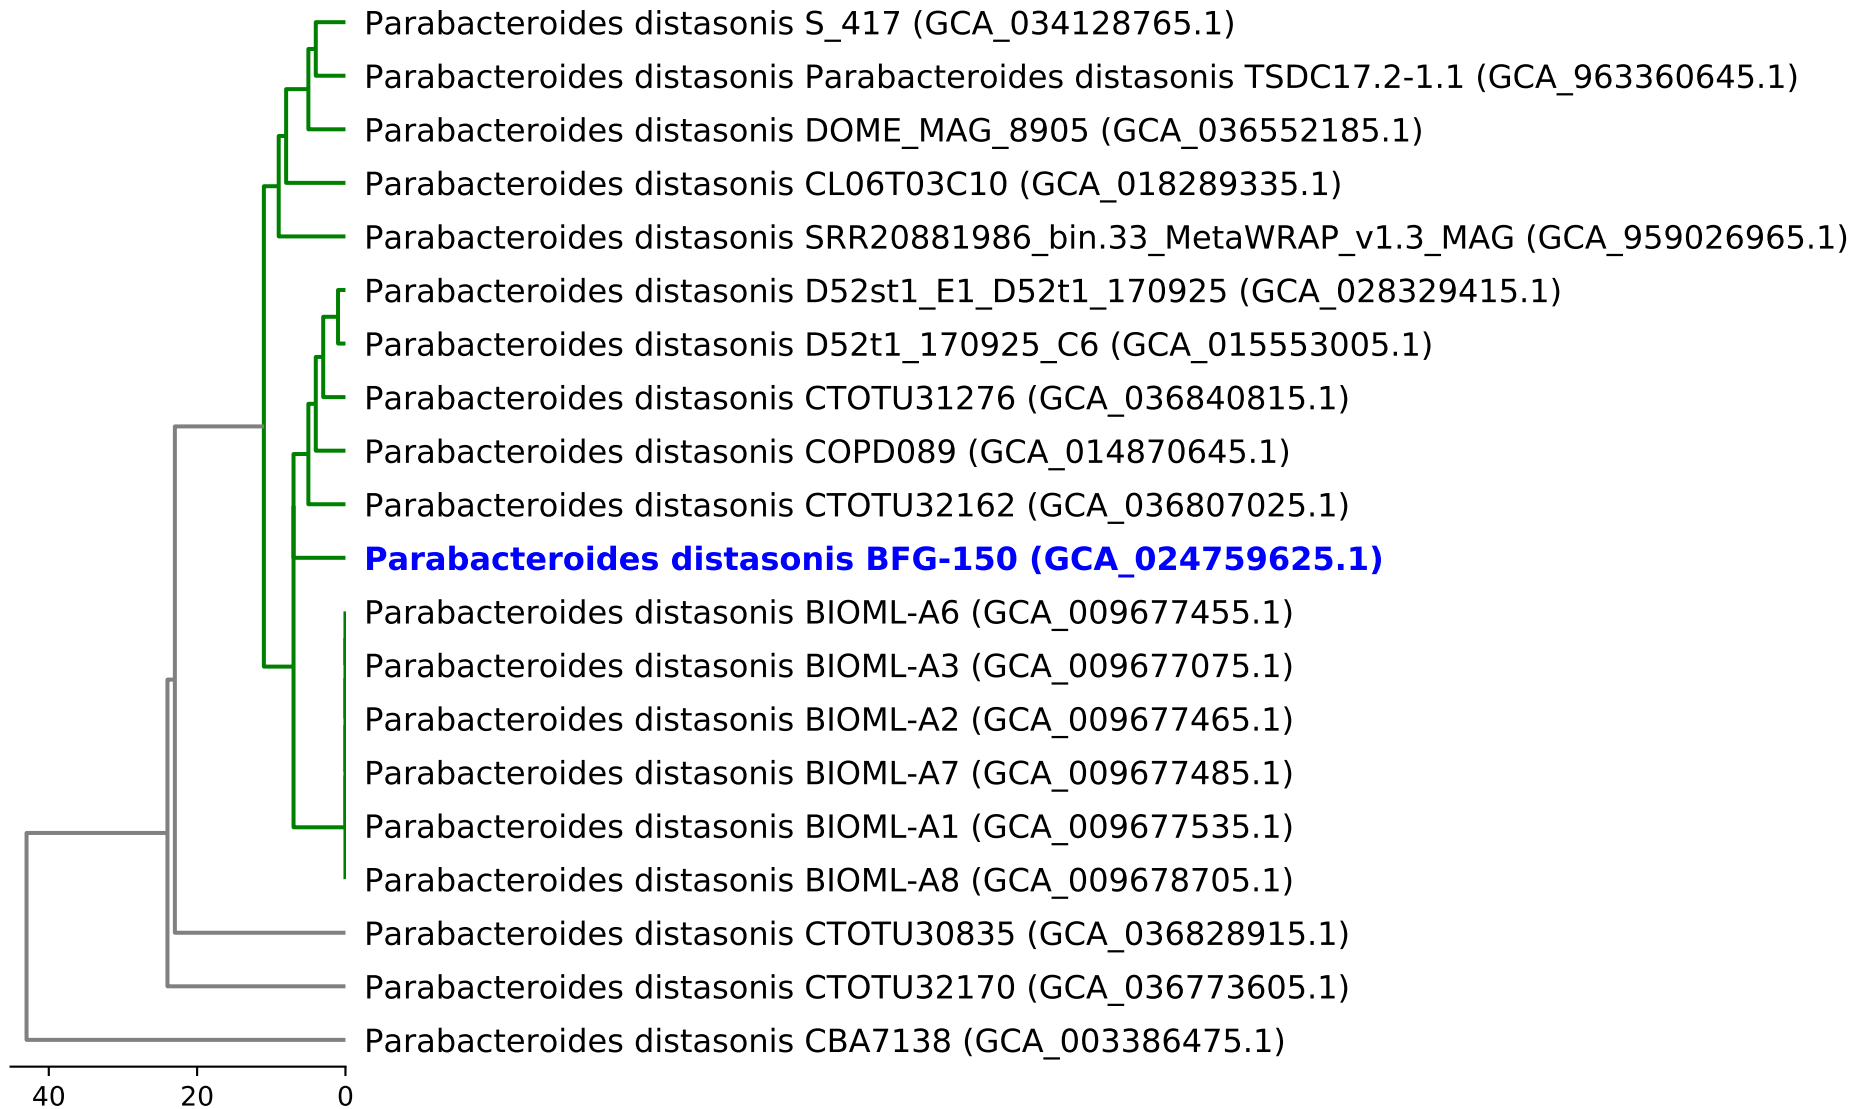 Parabacteroides distasonis S_417 (GCA_034128765.1)
Parabacteroides distasonis Parabacteroides distasonis TSDC17.2-1.1 (GCA_963360645.1)
Parabacteroides distasonis DOME_MAG_8905 (GCA_036552185.1)
Parabacteroides distasonis CL06T03C10 (GCA_018289335.1)
Parabacteroides distasonis SRR20881986_bin.33_MetaWRAP_v1.3_MAG (GCA_959026965.1)
Parabacteroides distasonis D52st1_E1_D52t1_170925 (GCA_028329415.1)
Parabacteroides distasonis D52t1_170925_C6 (GCA_015553005.1)
Parabacteroides distasonis CTOTU31276 (GCA_036840815.1)
Parabacteroides distasonis COPD089 (GCA_014870645.1)
Parabacteroides distasonis CTOTU32162 (GCA_036807025.1)
Parabacteroides distasonis BFG-150 (GCA_024759625.1)
Parabacteroides distasonis BIOML-A6 (GCA_009677455.1)
Parabacteroides distasonis BIOML-A3 (GCA_009677075.1)
Parabacteroides distasonis BIOML-A2 (GCA_009677465.1)
Parabacteroides distasonis BIOML-A7 (GCA_009677485.1)
Parabacteroides distasonis BIOML-A1 (GCA_009677535.1)
Parabacteroides distasonis BIOML-A8 (GCA_009678705.1)
Parabacteroides distasonis CTOTU30835 (GCA_036828915.1)
Parabacteroides distasonis CTOTU32170 (GCA_036773605.1)
Parabacteroides distasonis CBA7138 (GCA_003386475.1)
40 20 0